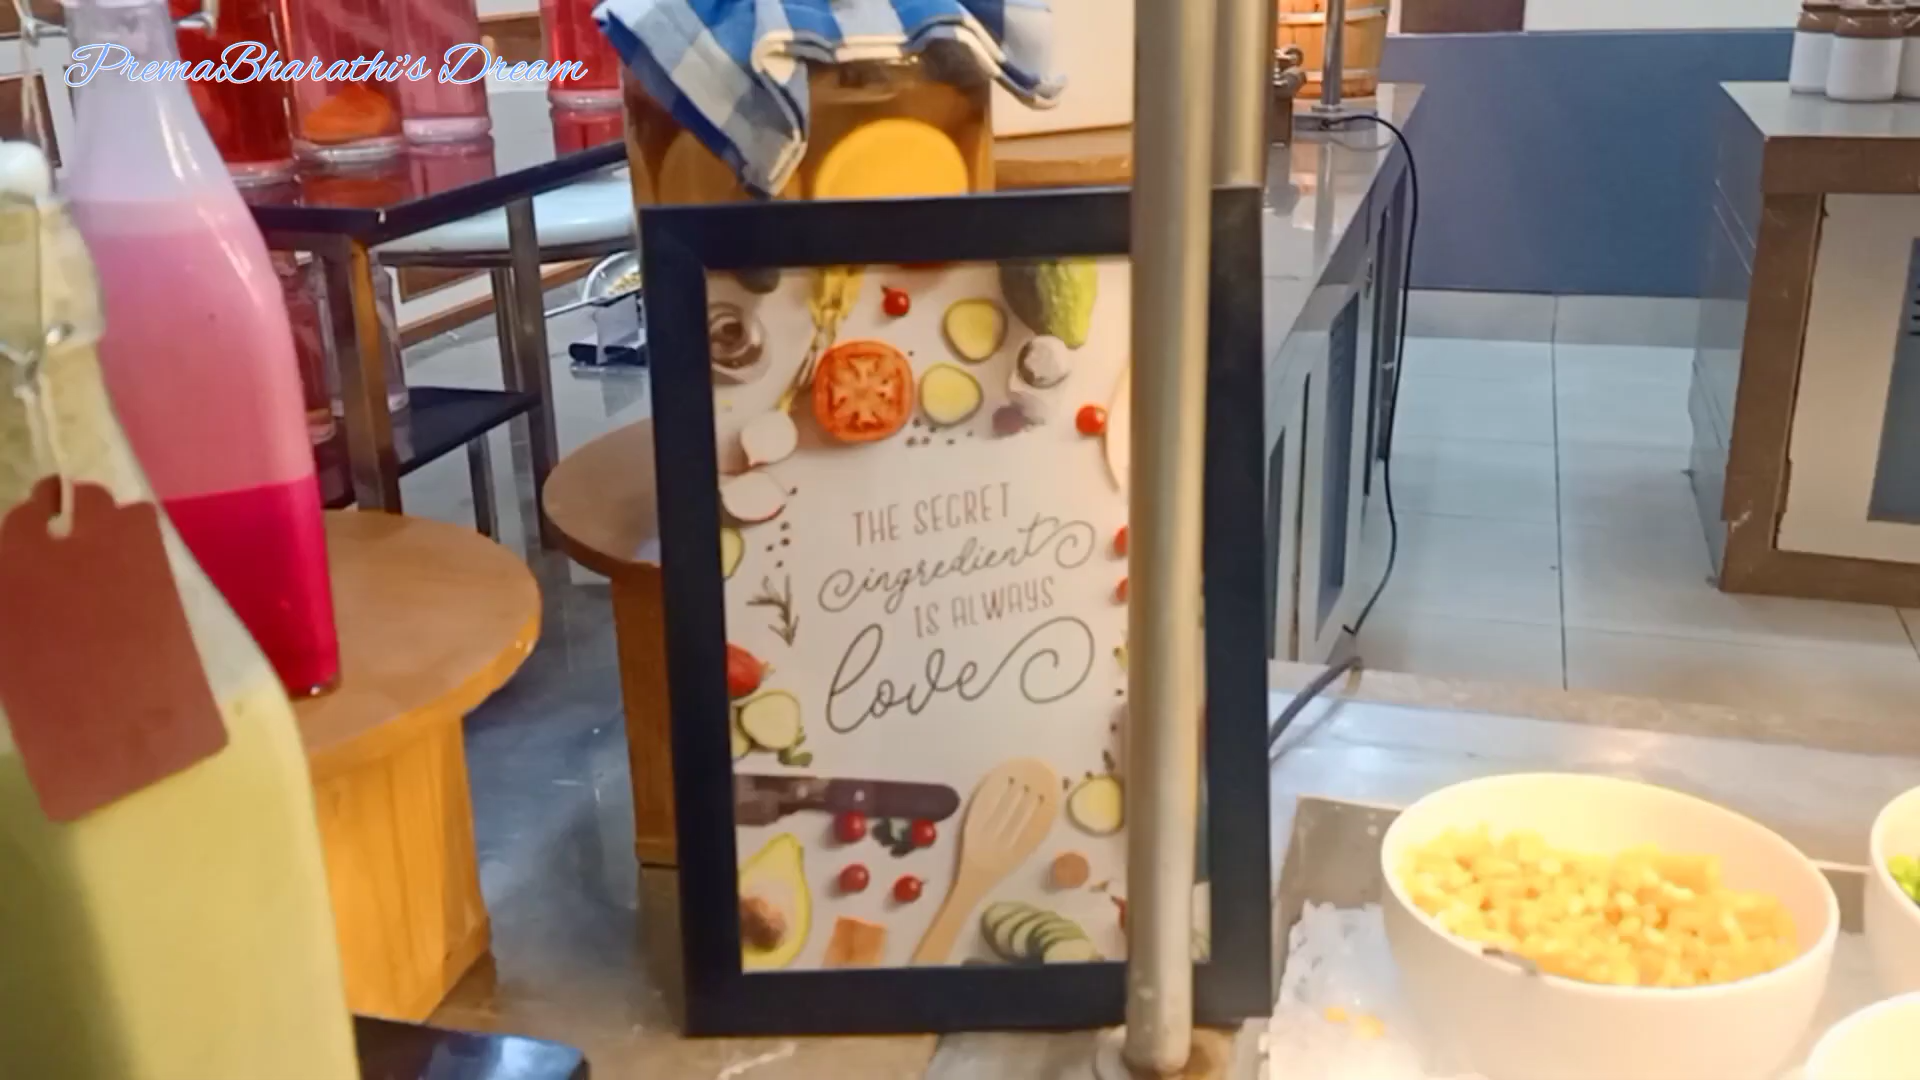 PremaBharathi's Dream
THE SECRET
ingredient
IS ALWAYS
love